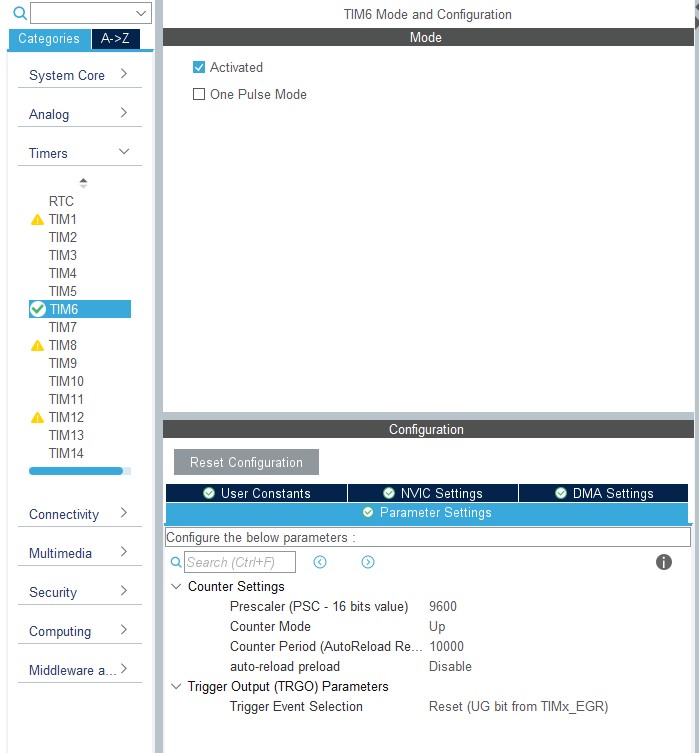 TIM6 Mode and Configuration
Categories A->Z
Mode
System Core
Analog
Timers
RTC
TIM1
TIM2
TIM3
TIM4
TIM5
TIM6
TIM7
TIM8
TIM9
TIM10
TIM11
TIM12
TIM13
TIM14
Connectivity
Multimedia
Security
Computing
Middleware a...
Activated
One Pulse Mode
Configuration
Reset Configuration
User Constants NVIC Settings DMA Settings
Parameter Settings
Configure the below parameters :
Search (Ctrl+F)
Counter Settings
Prescaler (PSC - 16 bits value) 9600
Counter Mode Up
Counter Period (AutoReload Re... 10000
auto-reload preload Disable
Trigger Output (TRGO) Parameters
Trigger Event Selection Reset (UG bit from TIMx_EGR)